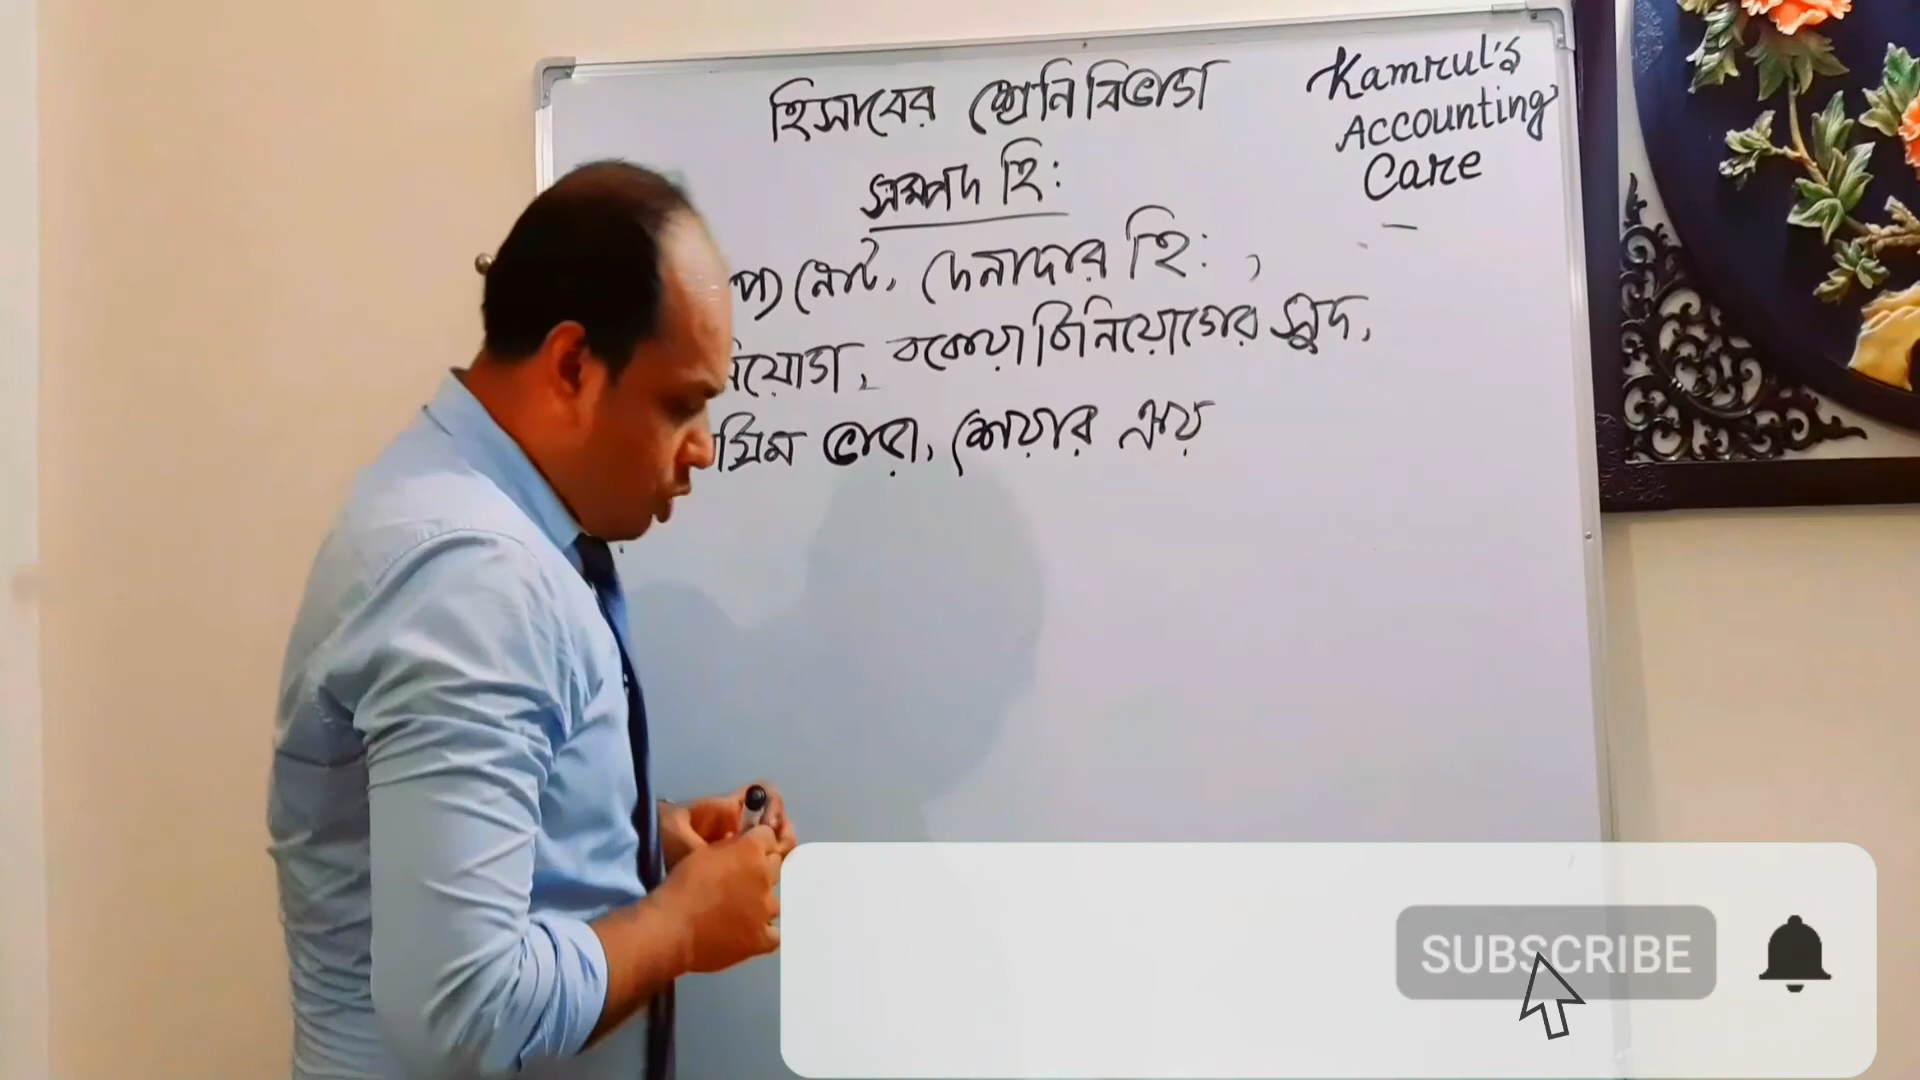 হিসাবের শ্রেনি বিভাগ
সম্পদ হি:
প্য নোট, দেনাদার হি: ,
নিয়োগ, বকেয়া বিনিয়োগের সুদ,
গ্রিম ভারা, শেয়ার ক্রয়
Kamrul's
Accounting
Care
SUBSCRIBE